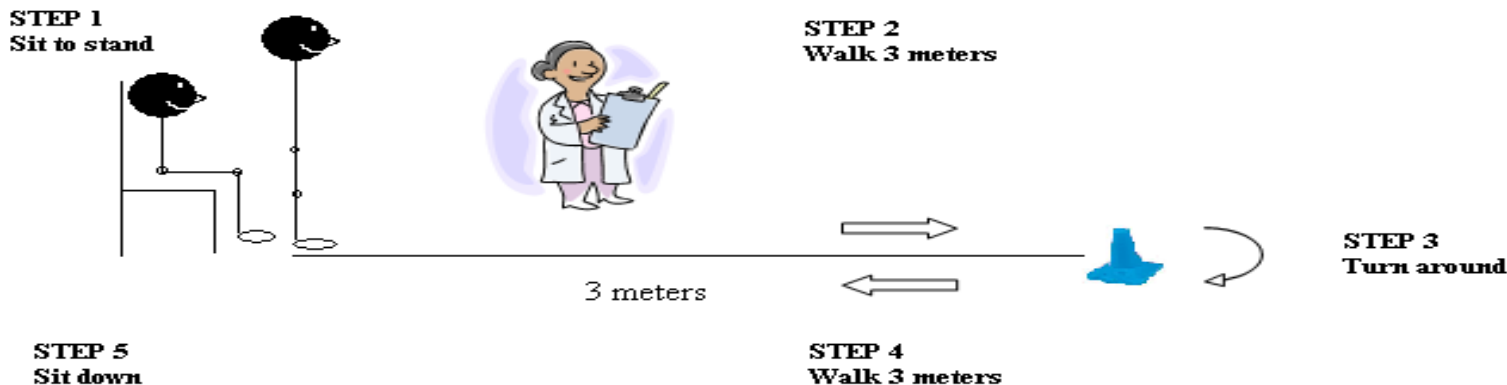 STEP 1
Sit to stand
STEP 2
Walk 3 meters
STEP 3
Turn around
3 meters
STEP 5
Sit down
STEP 4
Walk 3 meters